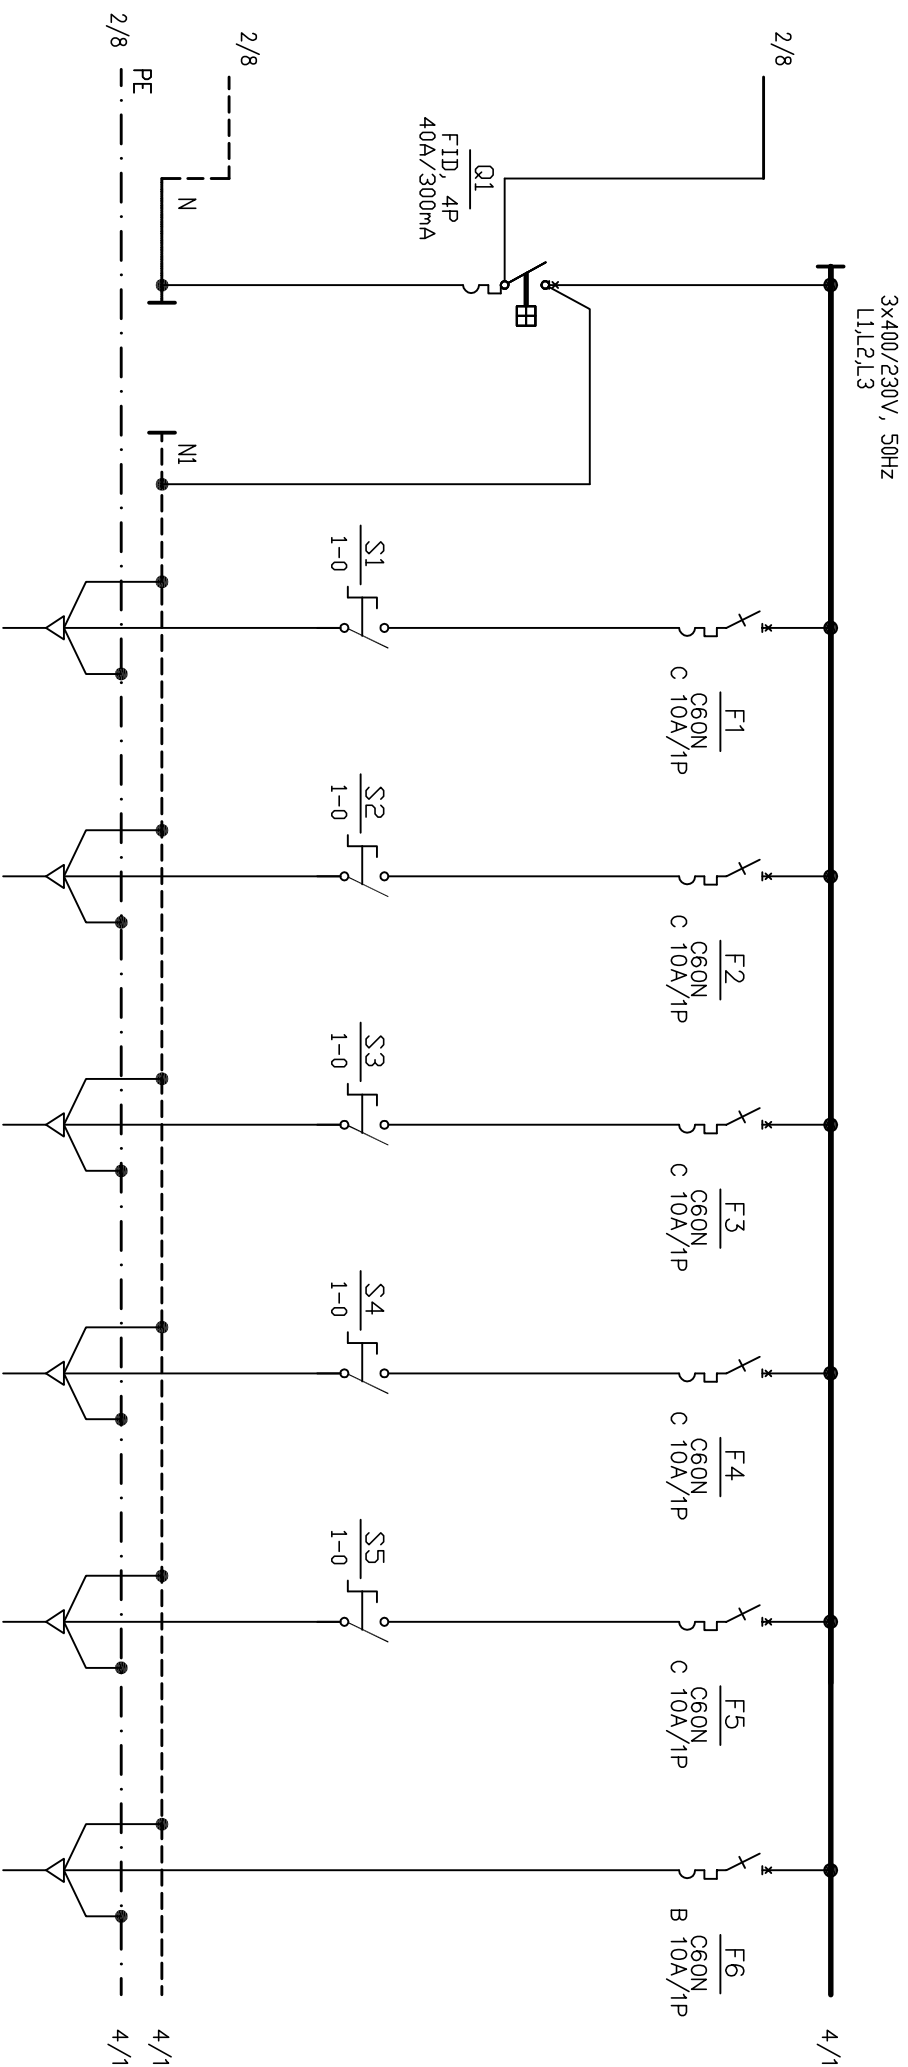 3x400/230V, 50Hz
L1,L2,L3
2/8
4/1
Q1
FID, 4P
40A/300mA
F1
C60N
C 10A/1P
F2
C60N
C 10A/1P
F3
C60N
C 10A/1P
F4
C60N
C 10A/1P
F5
C60N
C 10A/1P
F6
C60N
B 10A/1P
S1
1-0
S2
1-0
S3
1-0
S4
1-0
S5
1-0
2/8
N
N1
4/1
2/8
PE
4/1